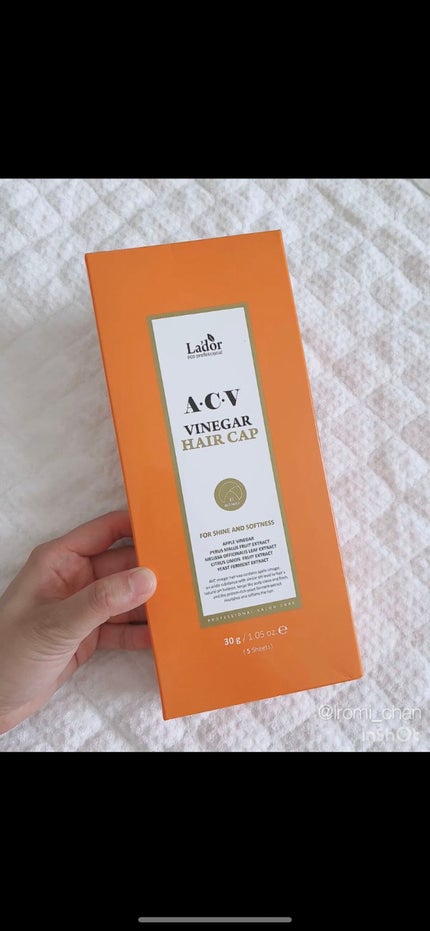 La'dor
eco professional
A·C·V
VINEGAR
HAIR CAP
FOR SHINE AND SOFTNESS
APPLE VINEGAR
PYRUS MALUS FRUIT EXTRACT
MELISSA OFFICINALIS LEAF EXTRACT
CITRUS LIMON FRUIT EXTRACT
YEAST FERMENT EXTRACT
PROFESSIONAL SALON CARE
30 g / 1.05 oz. ℮
( 5 Sheets )
@iromi_chan
InShOt